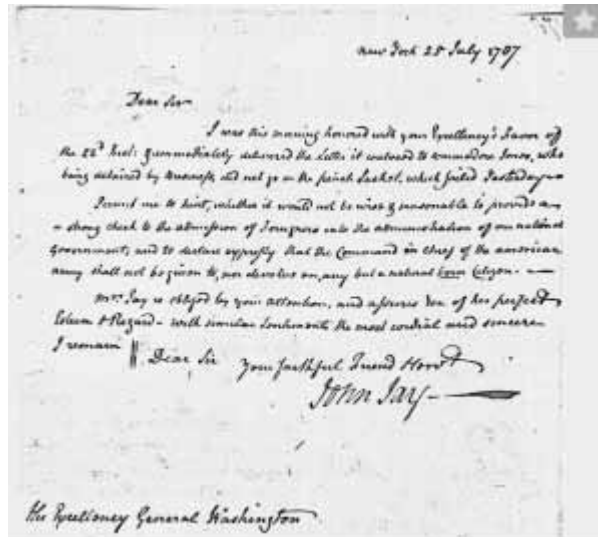 New York 25 July 1787
Dear Sir
I was this morning honored with your Excellency's Favor of
the 22d Inst: & immediately delivered the Letter it enclosed to commodore Jones, who
being detained by Business, did not go in the french Packet, which sailed Yesterday.
Permit me to hint, whether it would not be wise & seasonable to provide a
strong check to the admission of Foreigners into the administration of our national
Government; and to declare expressly that the Command in chief of the american
army shall not be given to, nor devolve on, any but a natural born Citizen.
Mrs. Jay is obliged by your attention, and assures You of her perfect
Esteem & Regard — with similar Sentiments the most cordial and sincere
I remain Dear Sir Your faithful Friend & Servt
John Jay
His Excellency General Washington